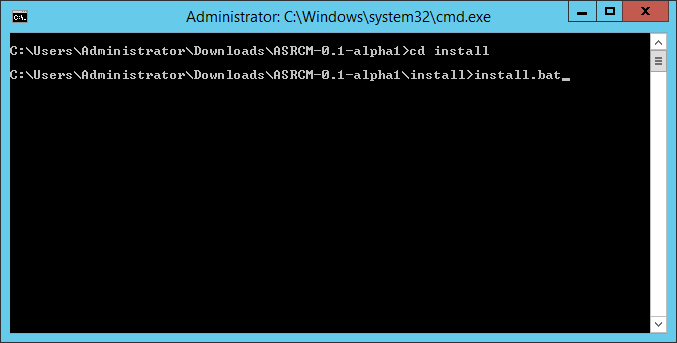 Administrator: C:\Windows\system32\cmd.exe
C:\Users\Administrator\Downloads\ASRCM-0.1-alpha1>cd install
C:\Users\Administrator\Downloads\ASRCM-0.1-alpha1\install>install.bat_